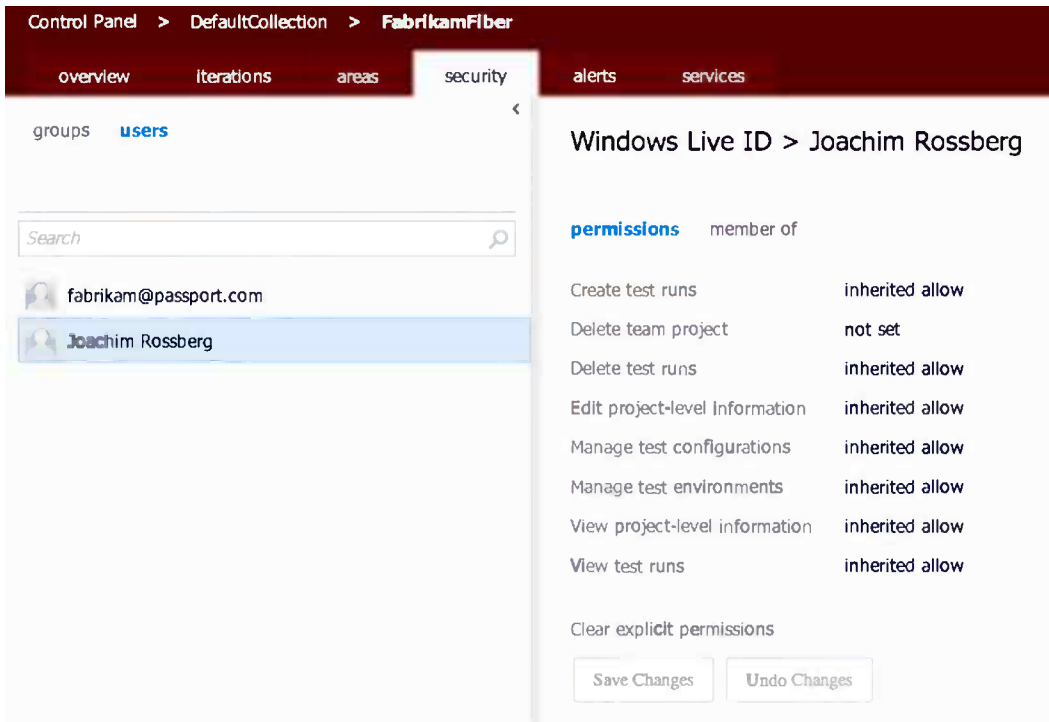 Control Panel > DefaultCollection > FabrikamFiber
overview iterations areas security alerts services
<
groups users
Search
fabrikam@passport.com
Joachim Rossberg
Windows Live ID > Joachim Rossberg
permissions member of
Create test runs inherited allow
Delete team project not set
Delete test runs inherited allow
Edit project-level information inherited allow
Manage test configurations inherited allow
Manage test environments inherited allow
View project-level information inherited allow
View test runs inherited allow
Clear explicit permissions
Save Changes Undo Changes